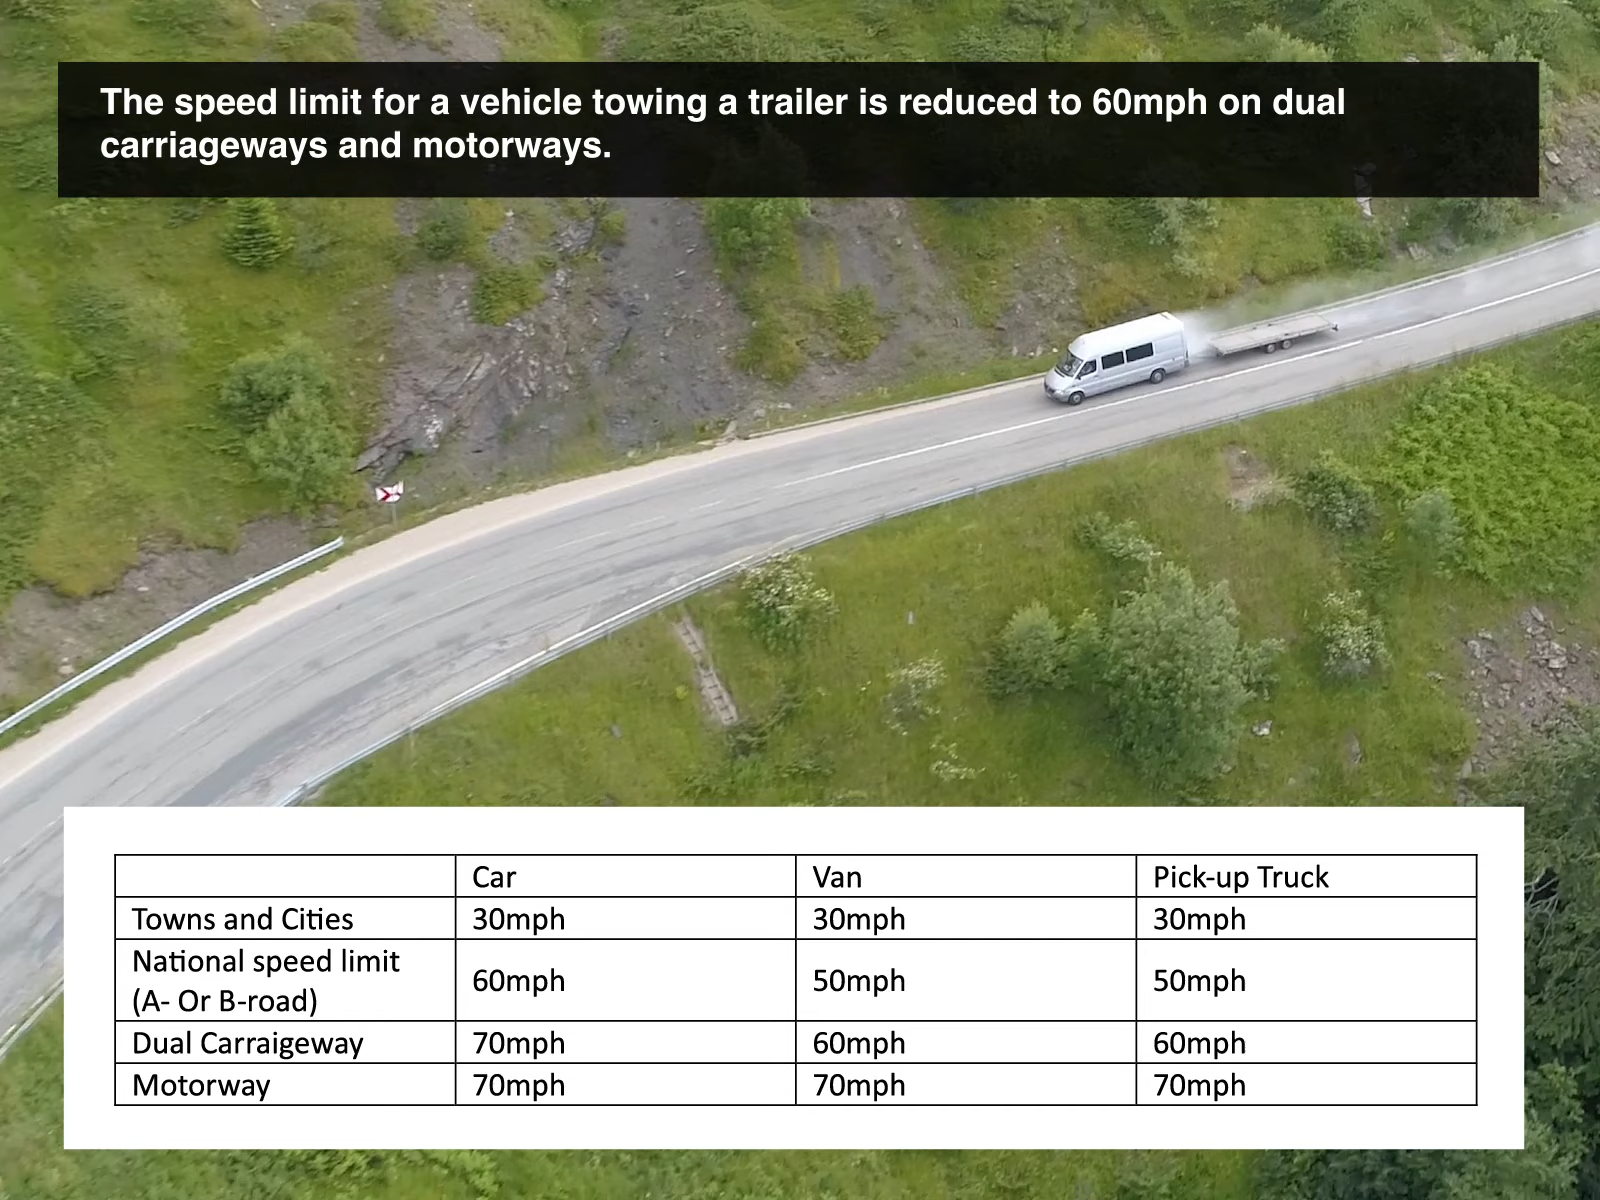 The speed limit for a vehicle towing a trailer is reduced to 60mph on dual
carriageways and motorways.
Car Van Pick-up Truck
Towns and Cities 30mph 30mph 30mph
National speed limit
(A- Or B-road) 60mph 50mph 50mph
Dual Carraigeway 70mph 60mph 60mph
Motorway 70mph 70mph 70mph